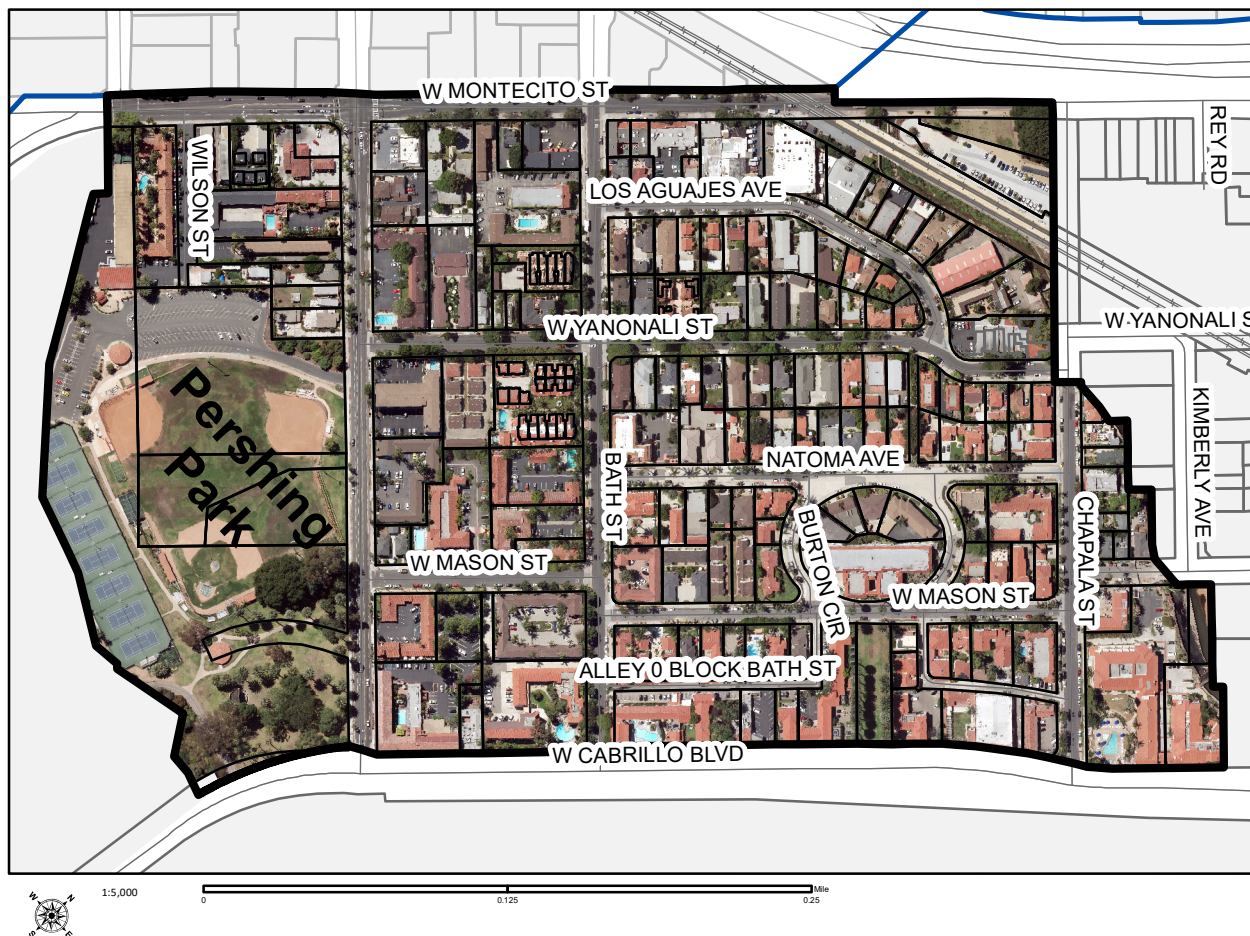 W MONTECITO ST
REY RD
WILSON ST
LOS AGUAJES AVE
W YANONALI ST
W YANONALI S
Pershing
Park
KIMBERLY AVE
NATOMA AVE
BATH ST
CHAPALA ST
BURTON CIR
W MASON ST
W MASON ST
ALLEY 0 BLOCK BATH ST
W CABRILLO BLVD
W N
S E
1:5,000
Mile
0 0.125 0.25